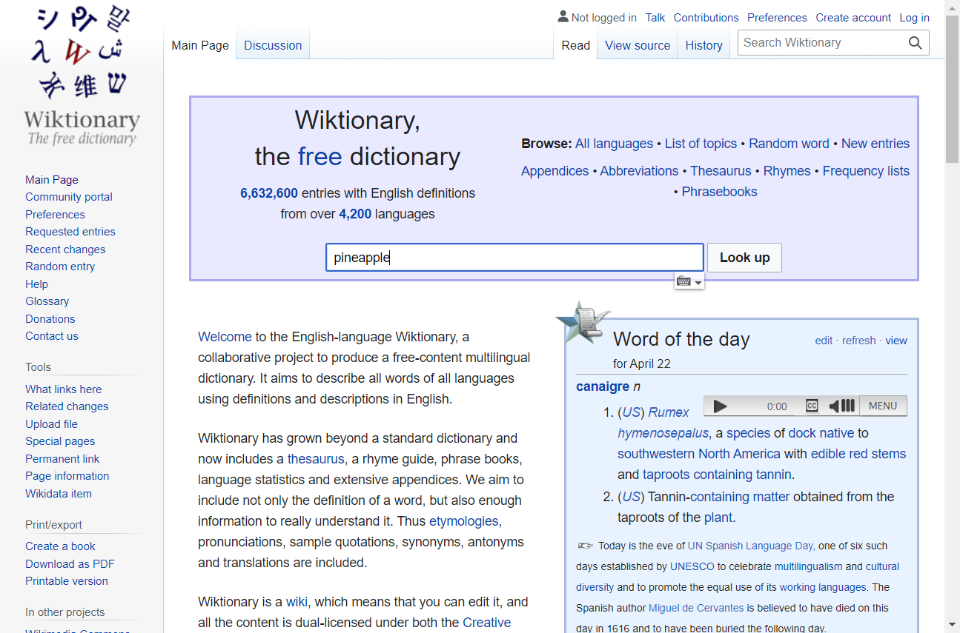 Wiktionary
The free dictionary
Main Page
Community portal
Preferences
Requested entries
Recent changes
Random entry
Help
Glossary
Donations
Contact us
Tools
What links here
Related changes
Upload file
Special pages
Permanent link
Page information
Wikidata item
Print/export
Create a book
Download as PDF
Printable version
In other projects
Wikimedia Commons
Not logged in Talk Contributions Preferences Create account Log in
Main Page Discussion Read View source History Search Wiktionary
Wiktionary,
the free dictionary
6,632,600 entries with English definitions
from over 4,200 languages
Browse: All languages • List of topics • Random word • New entries
Appendices • Abbreviations • Thesaurus • Rhymes • Frequency lists
• Phrasebooks
pineapple Look up
Welcome to the English-language Wiktionary, a
collaborative project to produce a free-content multilingual
dictionary. It aims to describe all words of all languages
using definitions and descriptions in English.
Wiktionary has grown beyond a standard dictionary and
now includes a thesaurus, a rhyme guide, phrase books,
language statistics and extensive appendices. We aim to
include not only the definition of a word, but also enough
information to really understand it. Thus etymologies,
pronunciations, sample quotations, synonyms, antonyms
and translations are included.
Wiktionary is a wiki, which means that you can edit it, and
all the content is dual-licensed under both the Creative
Word of the day edit · refresh · view
for April 22
canaigre n
0:00 CC MENU
1. (US) Rumex
hymenosepalus, a species of dock native to
southwestern North America with edible red stems
and taproots containing tannin.
2. (US) Tannin-containing matter obtained from the
taproots of the plant.
Today is the eve of UN Spanish Language Day, one of six such
days established by UNESCO to celebrate multilingualism and cultural
diversity and to promote the equal use of its working languages. The
Spanish author Miguel de Cervantes is believed to have died on this
day in 1616 and to have been buried the following day.